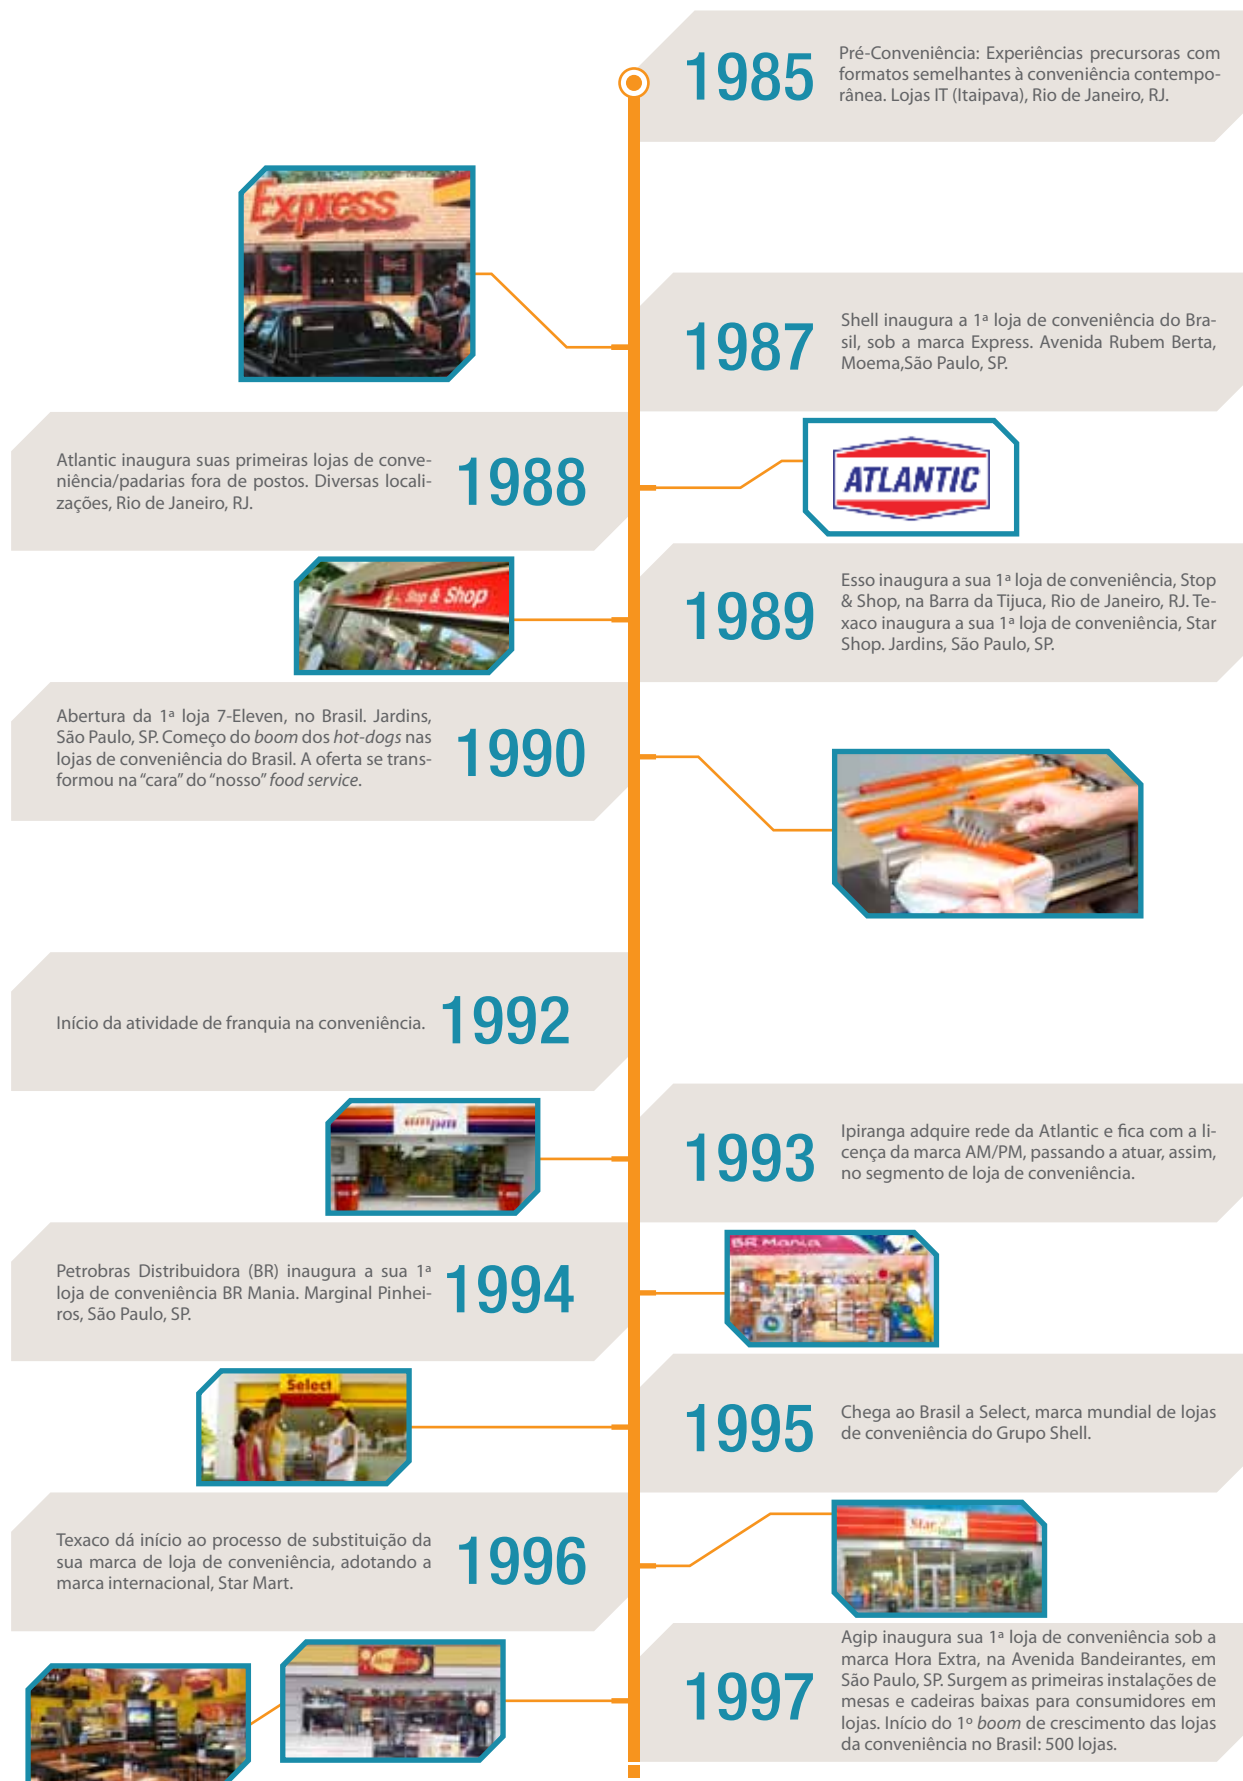 1985
Pré-Conveniência: Experiências precursoras com
formatos semelhantes à conveniência contempo-
rânea. Lojas IT (Itaipava), Rio de Janeiro, RJ.
Express
1987
Shell inaugura a 1ª loja de conveniência do Bra-
sil, sob a marca Express. Avenida Rubem Berta,
Moema,São Paulo, SP.
Atlantic inaugura suas primeiras lojas de conve-
niência/padarias fora de postos. Diversas locali-
zações, Rio de Janeiro, RJ.
1988
ATLANTIC
Stop & Shop
1989
Esso inaugura a sua 1ª loja de conveniência, Stop
& Shop, na Barra da Tijuca, Rio de Janeiro, RJ. Te-
xaco inaugura a sua 1ª loja de conveniência, Star
Shop. Jardins, São Paulo, SP.
Abertura da 1ª loja 7-Eleven, no Brasil. Jardins,
São Paulo, SP. Começo do boom dos hot-dogs nas
lojas de conveniência do Brasil. A oferta se trans-
formou na “cara” do “nosso” food service.
1990
Início da atividade de franquia na conveniência.
1992
ampm
1993
Ipiranga adquire rede da Atlantic e fica com a li-
cença da marca AM/PM, passando a atuar, assim,
no segmento de loja de conveniência.
Petrobras Distribuidora (BR) inaugura a sua 1ª
loja de conveniência BR Mania. Marginal Pinhei-
ros, São Paulo, SP.
1994
BR Mania
Select
1995
Chega ao Brasil a Select, marca mundial de lojas
de conveniência do Grupo Shell.
Texaco dá início ao processo de substituição da
sua marca de loja de conveniência, adotando a
marca internacional, Star Mart.
1996
Star
mart
1997
Agip inaugura sua 1ª loja de conveniência sob a
marca Hora Extra, na Avenida Bandeirantes, em
São Paulo, SP. Surgem as primeiras instalações de
mesas e cadeiras baixas para consumidores em
lojas. Início do 1º boom de crescimento das lojas
da conveniência no Brasil: 500 lojas.